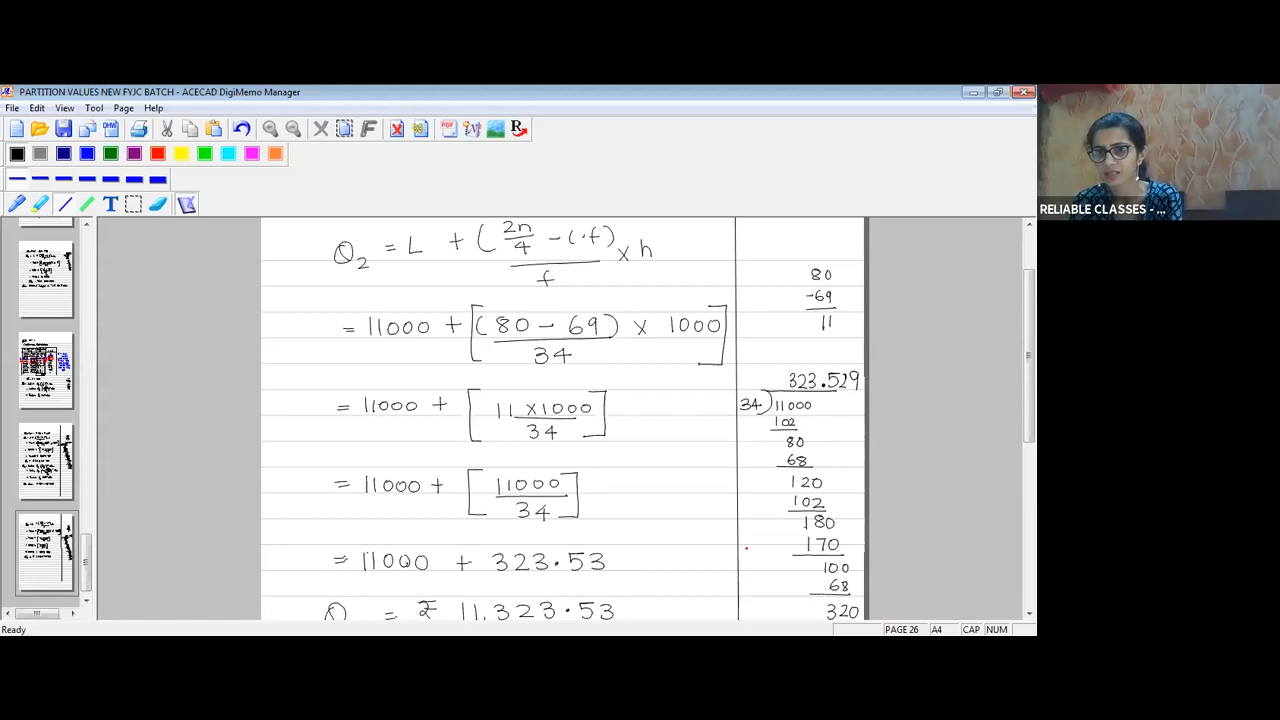 PARTITION VALUES NEW FYJC BATCH - ACECAD DigiMemo Manager
File Edit View Tool Page Help
RELIABLE CLASSES - ...
Q₂ = L + (2n/4 - c.f)/f × h
= 11000 + [(80 - 69)/34 × 1000]
= 11000 + [11 × 1000/34]
= 11000 + [11000/34]
= 11000 + 323.53
Q = ₹ 11,323.53
80
-69
11
323.529
34)11000
102
80
68
120
102
180
170
100
68
320
Ready PAGE 26 A4 CAP NUM